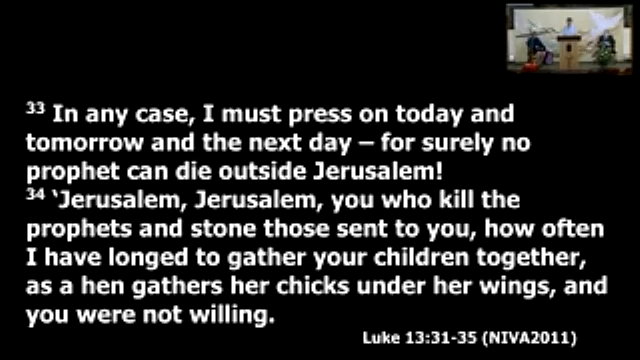 ³³ In any case, I must press on today and
tomorrow and the next day – for surely no
prophet can die outside Jerusalem!
³⁴ ‘Jerusalem, Jerusalem, you who kill the
prophets and stone those sent to you, how often
I have longed to gather your children together,
as a hen gathers her chicks under her wings, and
you were not willing.
Luke 13:31-35 (NIVA2011)